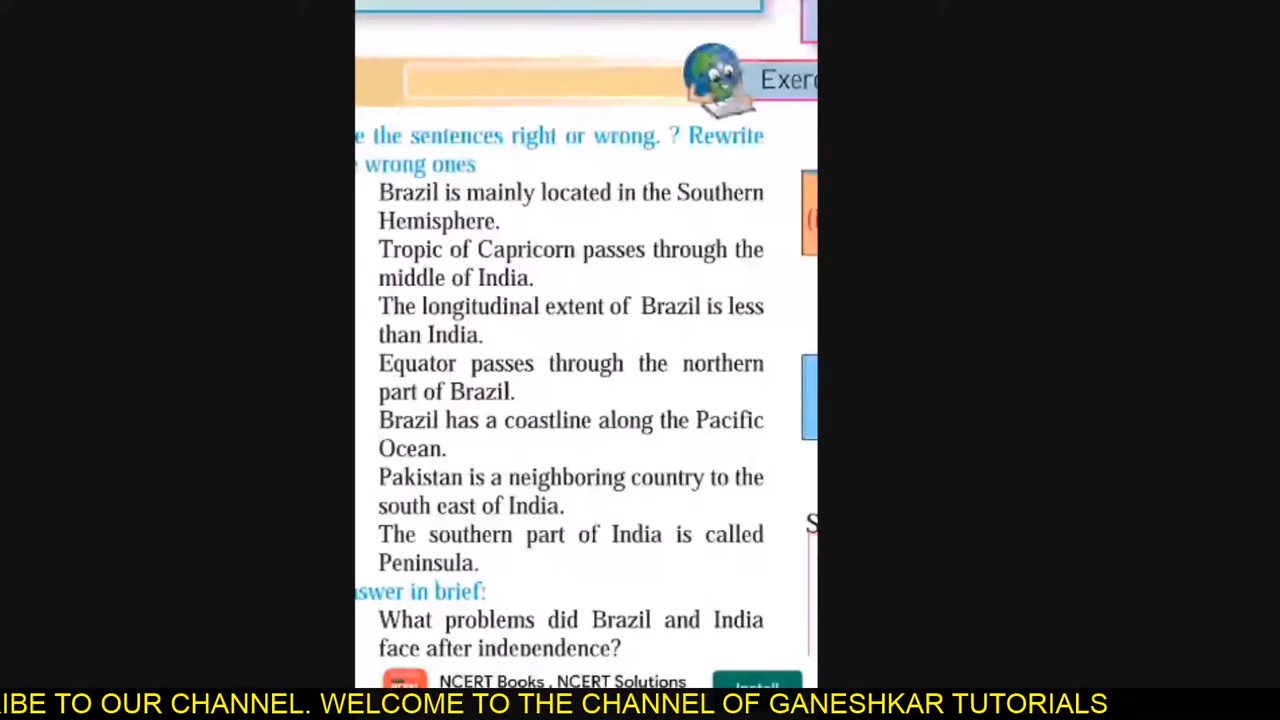 Exerc
e the sentences right or wrong. ? Rewrite
wrong ones
Brazil is mainly located in the Southern
Hemisphere.
Tropic of Capricorn passes through the
middle of India.
The longitudinal extent of Brazil is less
than India.
Equator passes through the northern
part of Brazil.
Brazil has a coastline along the Pacific
Ocean.
Pakistan is a neighboring country to the
south east of India.
The southern part of India is called
Peninsula.
nswer in brief:
What problems did Brazil and India
face after independence?
NCERT Books , NCERT Solutions
Install
RIBE TO OUR CHANNEL. WELCOME TO THE CHANNEL OF GANESHKAR TUTORIALS